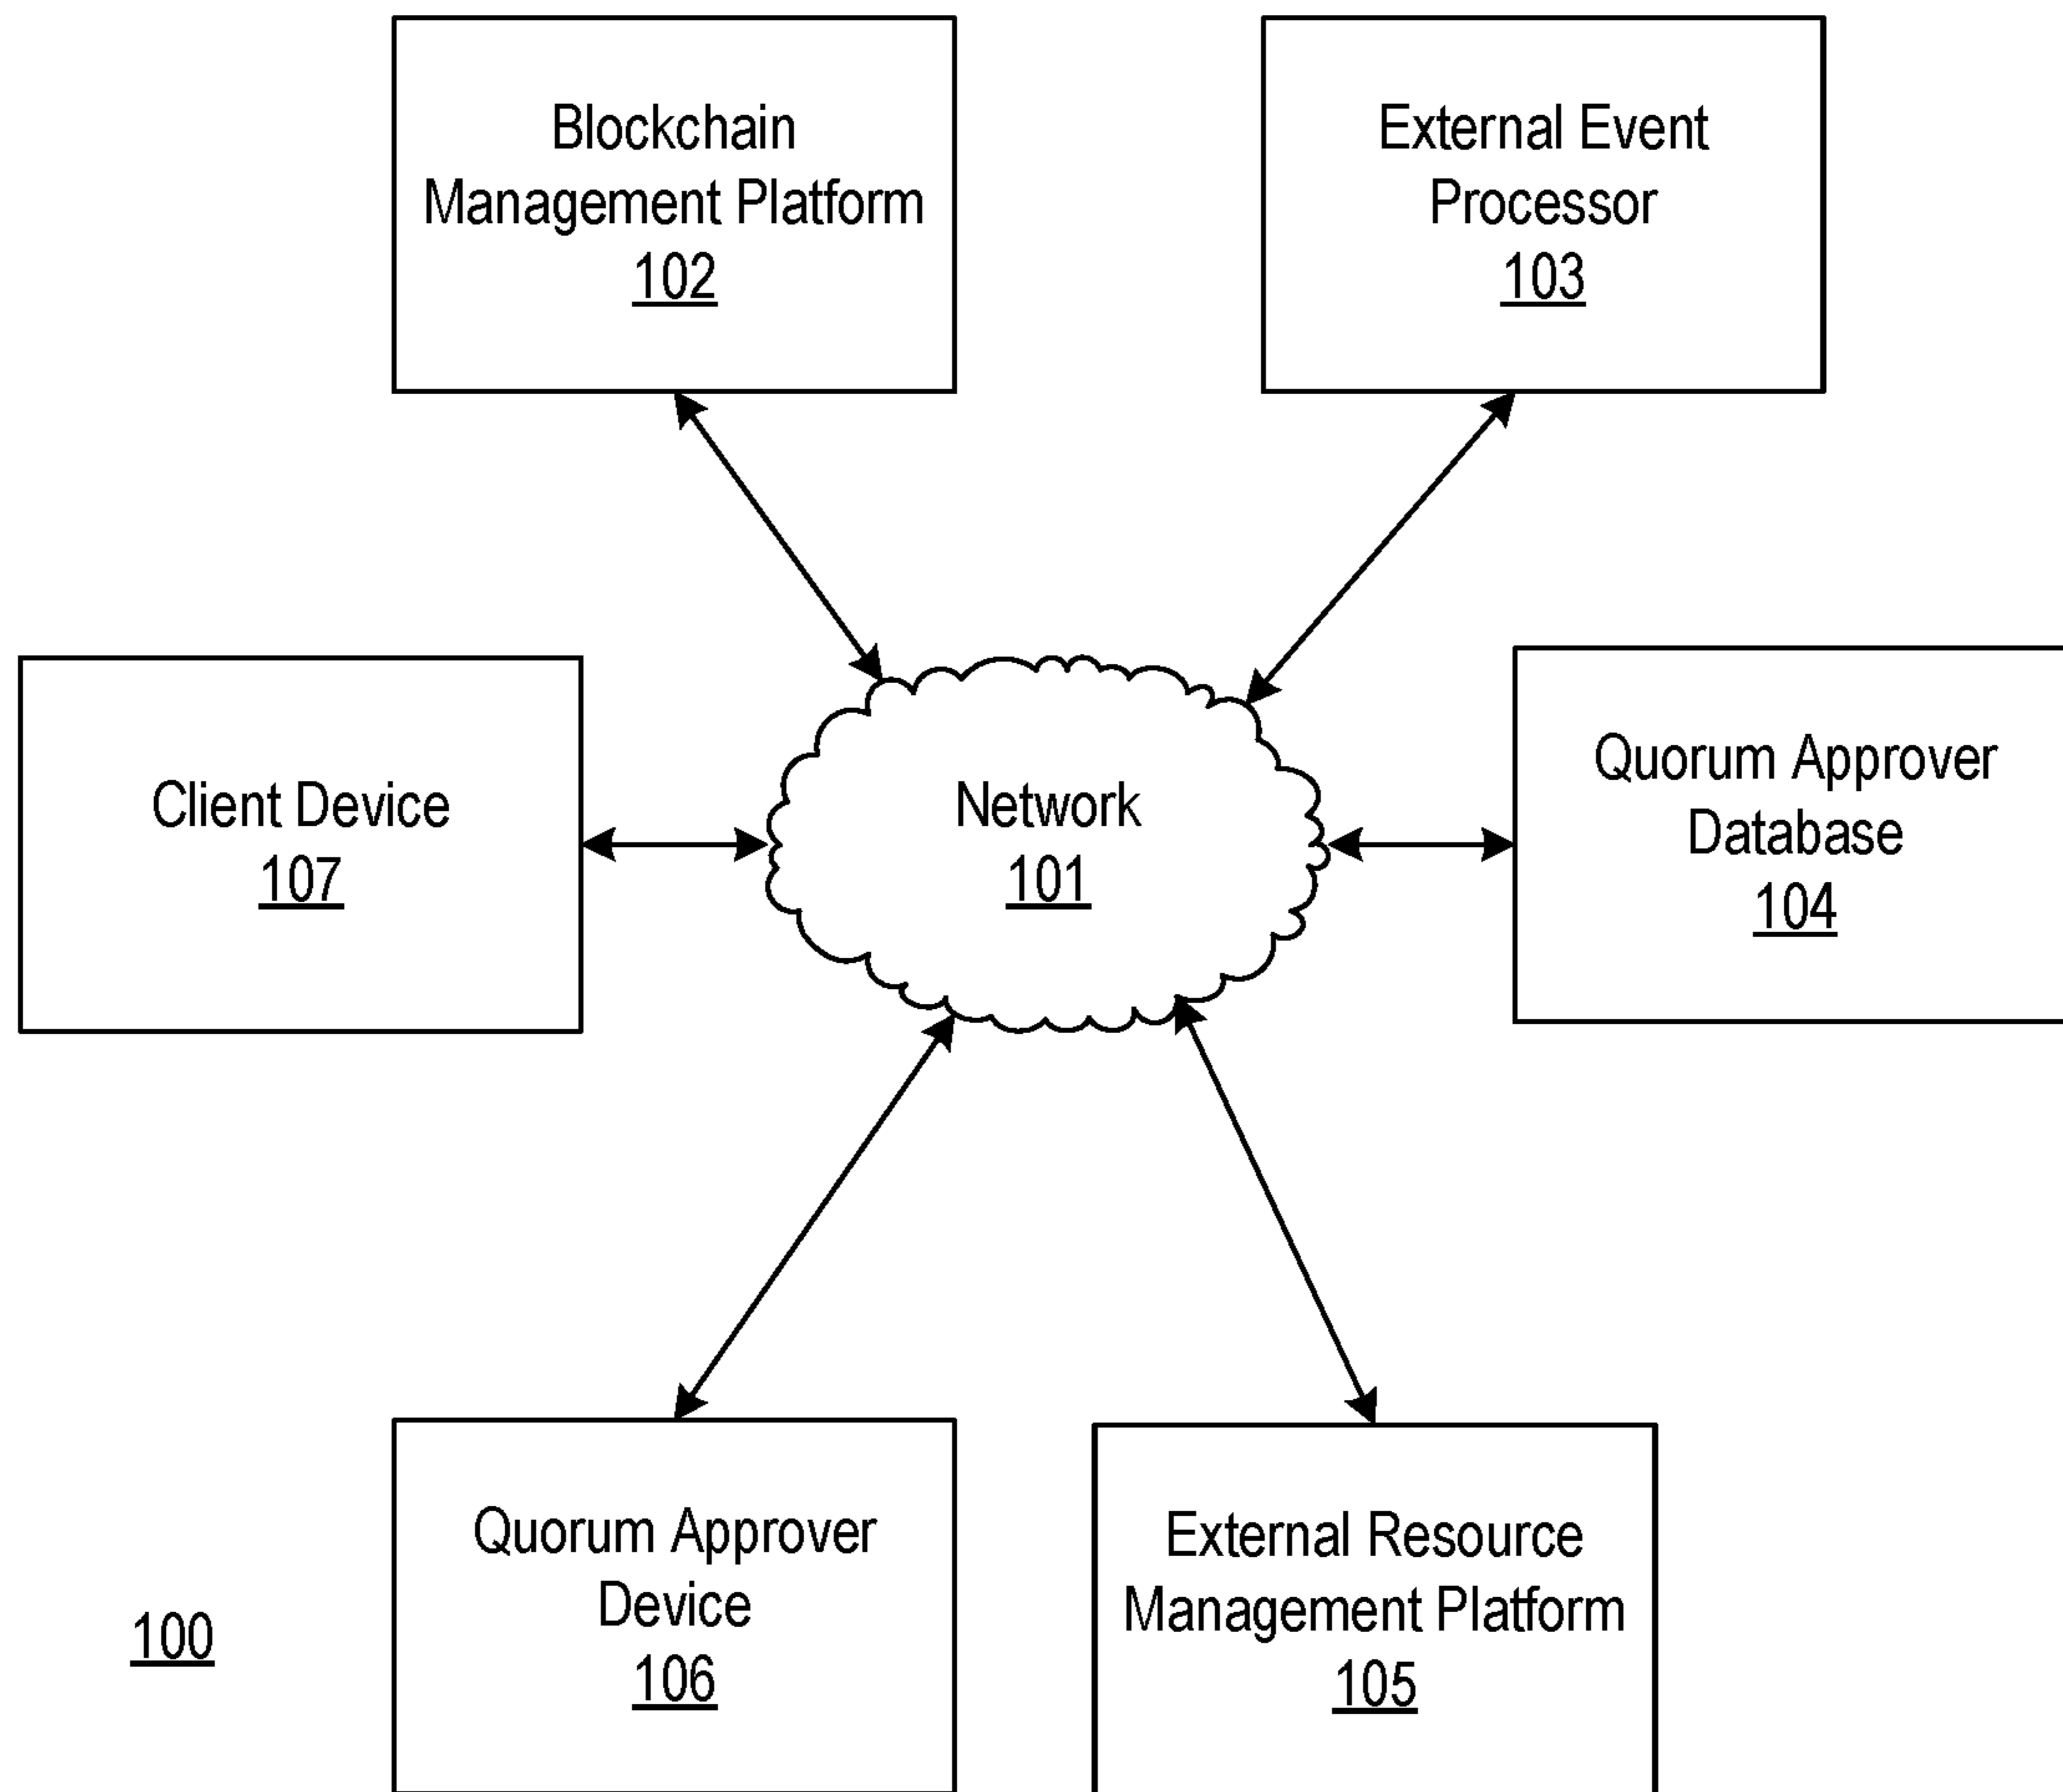 Blockchain
Management Platform
102
External Event
Processor
103
Client Device
107
Network
101
Quorum Approver
Database
104
Quorum Approver
Device
106
External Resource
Management Platform
105
100